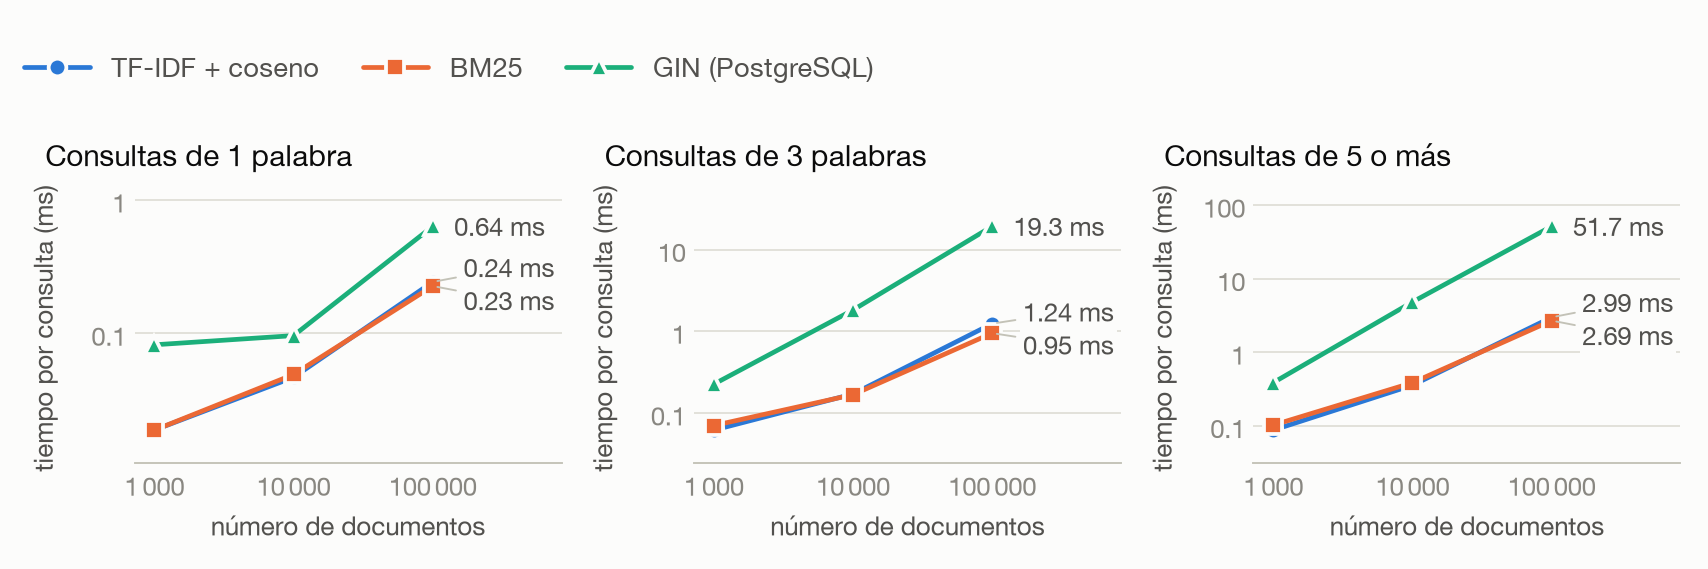 TF-IDF + coseno
BM25
GIN (PostgreSQL)
Consultas de 1 palabra
tiempo por consulta (ms)
1
0.1
0.64 ms
0.24 ms
0.23 ms
1 000
10 000
100 000
número de documentos
Consultas de 3 palabras
tiempo por consulta (ms)
10
1
0.1
19.3 ms
1.24 ms
0.95 ms
1 000
10 000
100 000
número de documentos
Consultas de 5 o más
tiempo por consulta (ms)
100
10
1
0.1
51.7 ms
2.99 ms
2.69 ms
1 000
10 000
100 000
número de documentos